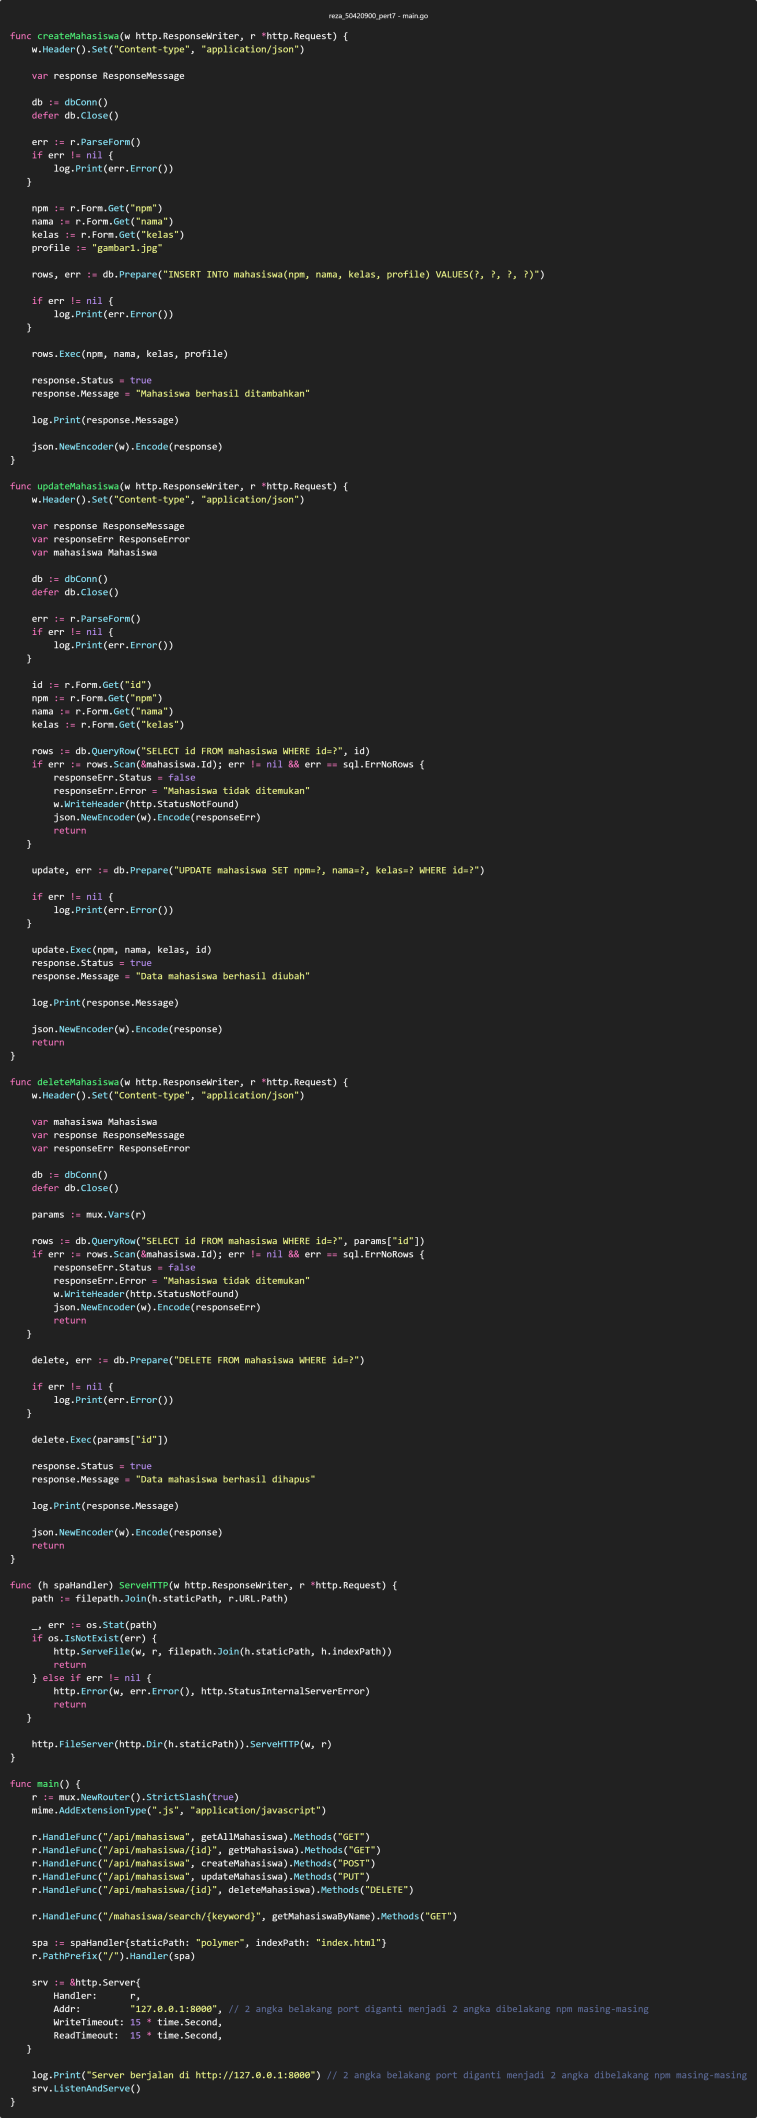 reza_50420900_pert7 - main.go
func createMahasiswa(w http.ResponseWriter, r *http.Request) {
    w.Header().Set("Content-type", "application/json")

    var response ResponseMessage

    db := dbConn()
    defer db.Close()

    err := r.ParseForm()
    if err != nil {
        log.Print(err.Error())
   }

    npm := r.Form.Get("npm")
    nama := r.Form.Get("nama")
    kelas := r.Form.Get("kelas")
    profile := "gambar1.jpg"

    rows, err := db.Prepare("INSERT INTO mahasiswa(npm, nama, kelas, profile) VALUES(?, ?, ?, ?)")

    if err != nil {
        log.Print(err.Error())
   }

    rows.Exec(npm, nama, kelas, profile)

    response.Status = true
    response.Message = "Mahasiswa berhasil ditambahkan"

    log.Print(response.Message)

    json.NewEncoder(w).Encode(response)
}

func updateMahasiswa(w http.ResponseWriter, r *http.Request) {
    w.Header().Set("Content-type", "application/json")

    var response ResponseMessage
    var responseErr ResponseError
    var mahasiswa Mahasiswa

    db := dbConn()
    defer db.Close()

    err := r.ParseForm()
    if err != nil {
        log.Print(err.Error())
   }

    id := r.Form.Get("id")
    npm := r.Form.Get("npm")
    nama := r.Form.Get("nama")
    kelas := r.Form.Get("kelas")

    rows := db.QueryRow("SELECT id FROM mahasiswa WHERE id=?", id)
    if err := rows.Scan(&mahasiswa.Id); err != nil && err == sql.ErrNoRows {
        responseErr.Status = false
        responseErr.Error = "Mahasiswa tidak ditemukan"
        w.WriteHeader(http.StatusNotFound)
        json.NewEncoder(w).Encode(responseErr)
        return
   }

    update, err := db.Prepare("UPDATE mahasiswa SET npm=?, nama=?, kelas=? WHERE id=?")

    if err != nil {
        log.Print(err.Error())
   }

    update.Exec(npm, nama, kelas, id)
    response.Status = true
    response.Message = "Data mahasiswa berhasil diubah"

    log.Print(response.Message)

    json.NewEncoder(w).Encode(response)
    return
}

func deleteMahasiswa(w http.ResponseWriter, r *http.Request) {
    w.Header().Set("Content-type", "application/json")

    var mahasiswa Mahasiswa
    var response ResponseMessage
    var responseErr ResponseError

    db := dbConn()
    defer db.Close()

    params := mux.Vars(r)

    rows := db.QueryRow("SELECT id FROM mahasiswa WHERE id=?", params["id"])
    if err := rows.Scan(&mahasiswa.Id); err != nil && err == sql.ErrNoRows {
        responseErr.Status = false
        responseErr.Error = "Mahasiswa tidak ditemukan"
        w.WriteHeader(http.StatusNotFound)
        json.NewEncoder(w).Encode(responseErr)
        return
   }

    delete, err := db.Prepare("DELETE FROM mahasiswa WHERE id=?")

    if err != nil {
        log.Print(err.Error())
   }

    delete.Exec(params["id"])

    response.Status = true
    response.Message = "Data mahasiswa berhasil dihapus"

    log.Print(response.Message)

    json.NewEncoder(w).Encode(response)
    return
}

func (h spaHandler) ServeHTTP(w http.ResponseWriter, r *http.Request) {
    path := filepath.Join(h.staticPath, r.URL.Path)

    _, err := os.Stat(path)
    if os.IsNotExist(err) {
        http.ServeFile(w, r, filepath.Join(h.staticPath, h.indexPath))
        return
    } else if err != nil {
        http.Error(w, err.Error(), http.StatusInternalServerError)
        return
   }

    http.FileServer(http.Dir(h.staticPath)).ServeHTTP(w, r)
}

func main() {
    r := mux.NewRouter().StrictSlash(true)
    mime.AddExtensionType(".js", "application/javascript")

    r.HandleFunc("/api/mahasiswa", getAllMahasiswa).Methods("GET")
    r.HandleFunc("/api/mahasiswa/{id}", getMahasiswa).Methods("GET")
    r.HandleFunc("/api/mahasiswa", createMahasiswa).Methods("POST")
    r.HandleFunc("/api/mahasiswa", updateMahasiswa).Methods("PUT")
    r.HandleFunc("/api/mahasiswa/{id}", deleteMahasiswa).Methods("DELETE")

    r.HandleFunc("/mahasiswa/search/{keyword}", getMahasiswaByName).Methods("GET")

    spa := spaHandler{staticPath: "polymer", indexPath: "index.html"}
    r.PathPrefix("/").Handler(spa)

    srv := &http.Server{
        Handler:      r,
        Addr:         "127.0.0.1:8000", // 2 angka belakang port diganti menjadi 2 angka dibelakang npm masing-masing
        WriteTimeout: 15 * time.Second,
        ReadTimeout:  15 * time.Second,
   }

    log.Print("Server berjalan di http://127.0.0.1:8000") // 2 angka belakang port diganti menjadi 2 angka dibelakang npm masing-masing
    srv.ListenAndServe()
}